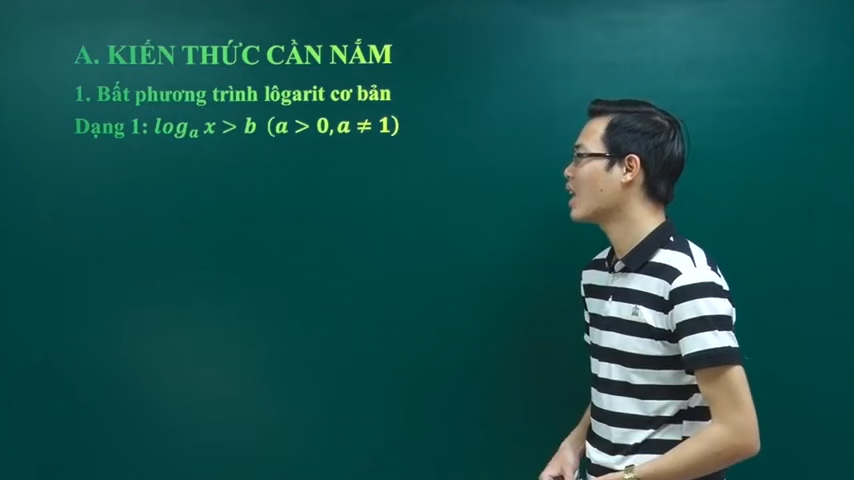 A. KIẾN THỨC CẦN NẮM
1. Bất phương trình lôgarit cơ bản
Dạng 1: logₐ x > b (a > 0, a ≠ 1)